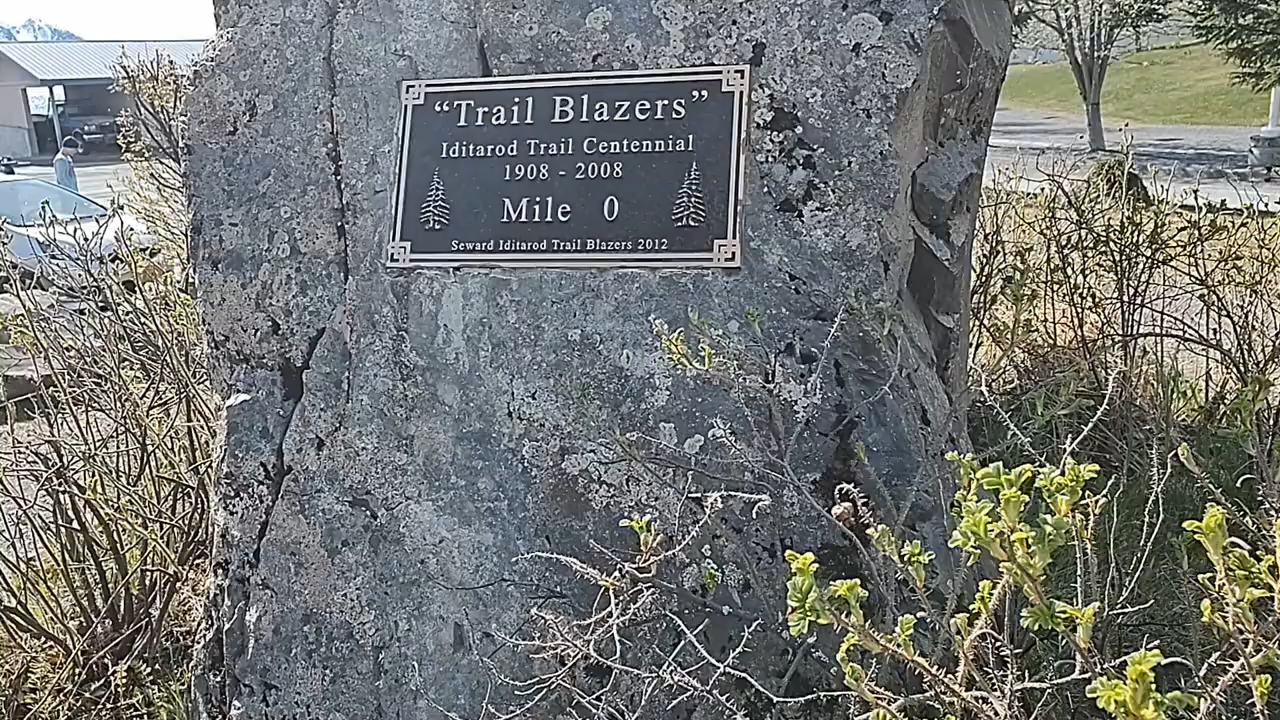 “Trail Blazers”
Iditarod Trail Centennial
1908 - 2008
Mile 0
Seward Iditarod Trail Blazers 2012